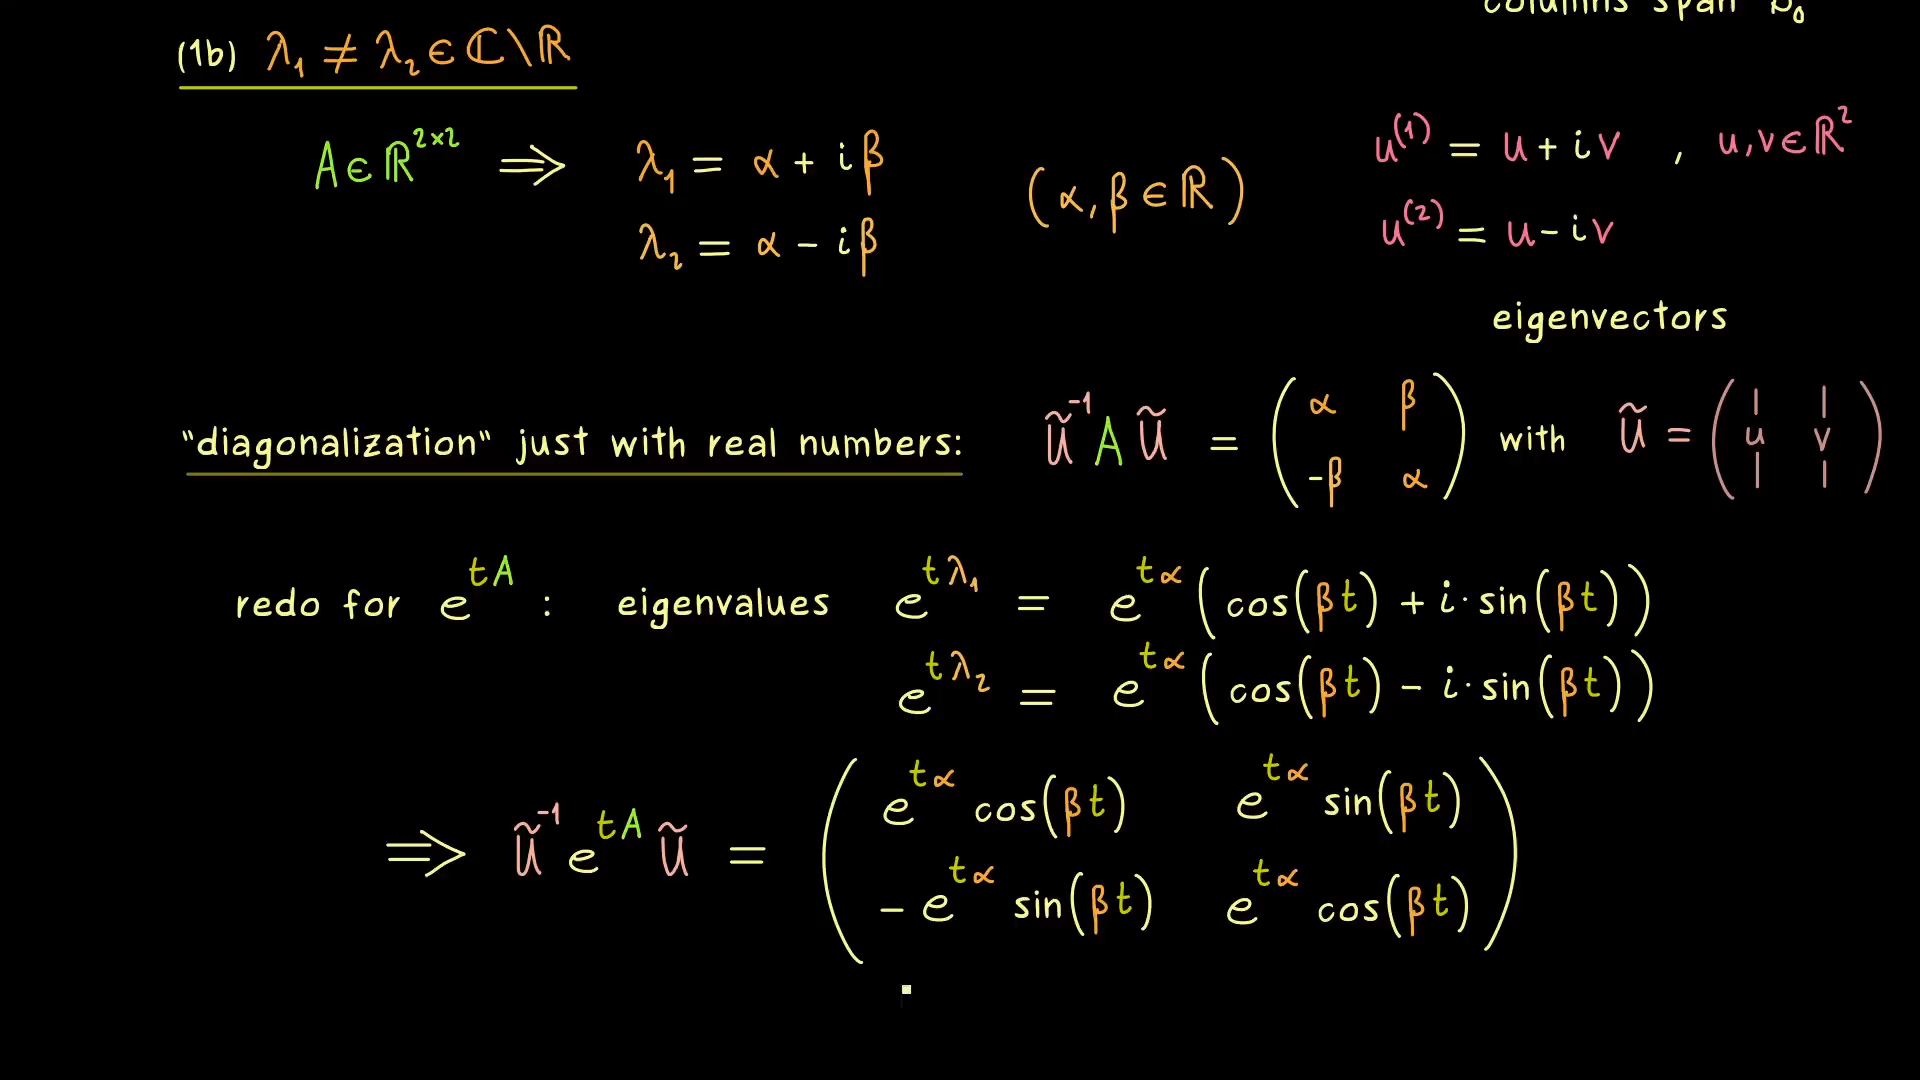 columns span
(1b) λ₁ ≠ λ₂ ∈ ℂ∖ℝ
A ∈ ℝ^{2×2} ⟹ λ₁ = α + iβ
λ₂ = α − iβ
(α, β ∈ ℝ)
u^{(1)} = u + iv , u, v ∈ ℝ²
u^{(2)} = u − iv
eigenvectors
"diagonalization" just with real numbers: Ũ⁻¹ A Ũ = ( α β ; -β α ) with Ũ = ( | | ; u v ; | | )
redo for e^{tA} : eigenvalues e^{tλ₁} = e^{tα} (cos(βt) + i·sin(βt))
e^{tλ₂} = e^{tα} (cos(βt) − i·sin(βt))
⟹ Ũ⁻¹ e^{tA} Ũ = ( e^{tα} cos(βt) e^{tα} sin(βt) ; − e^{tα} sin(βt) e^{tα} cos(βt) )